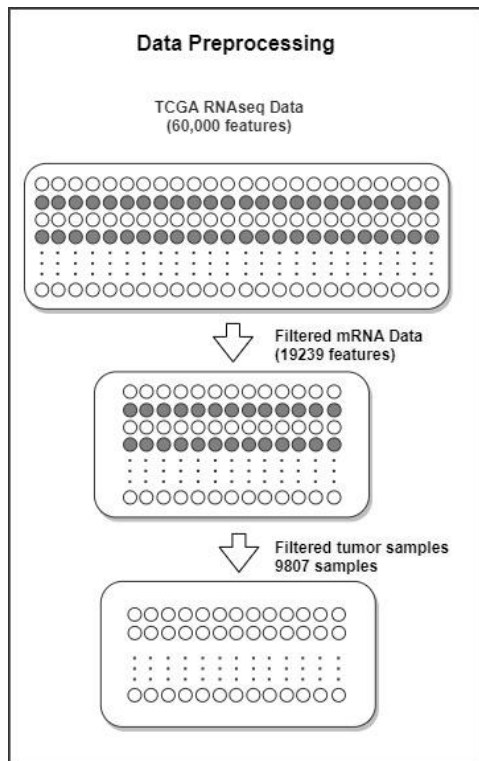 Data Preprocessing
TCGA RNAseq Data
(60,000 features)
Filtered mRNA Data
(19239 features)
Filtered tumor samples
9807 samples